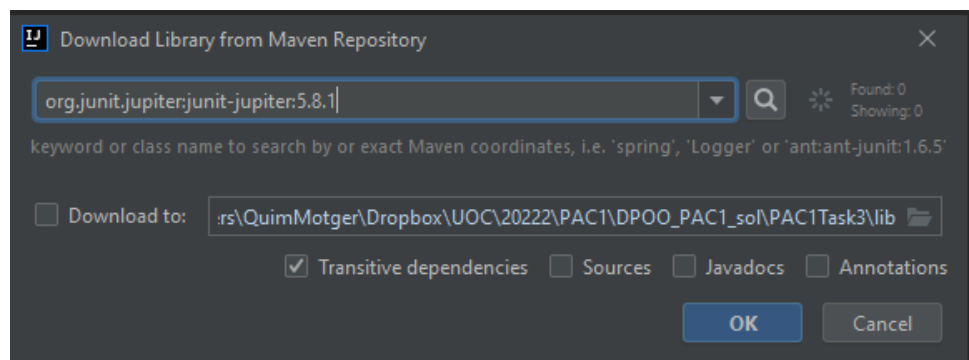 IJ Download Library from Maven Repository
org.junit.jupiter:junit-jupiter:5.8.1
Found: 0
Showing: 0
keyword or class name to search by or exact Maven coordinates, i.e. 'spring', 'Logger' or 'ant:ant-junit:1.6.5'
Download to: :rs\QuimMotger\Dropbox\UOC\20222\PAC1\DPOO_PAC1_sol\PAC1Task3\lib
Transitive dependencies Sources Javadocs Annotations
OK Cancel